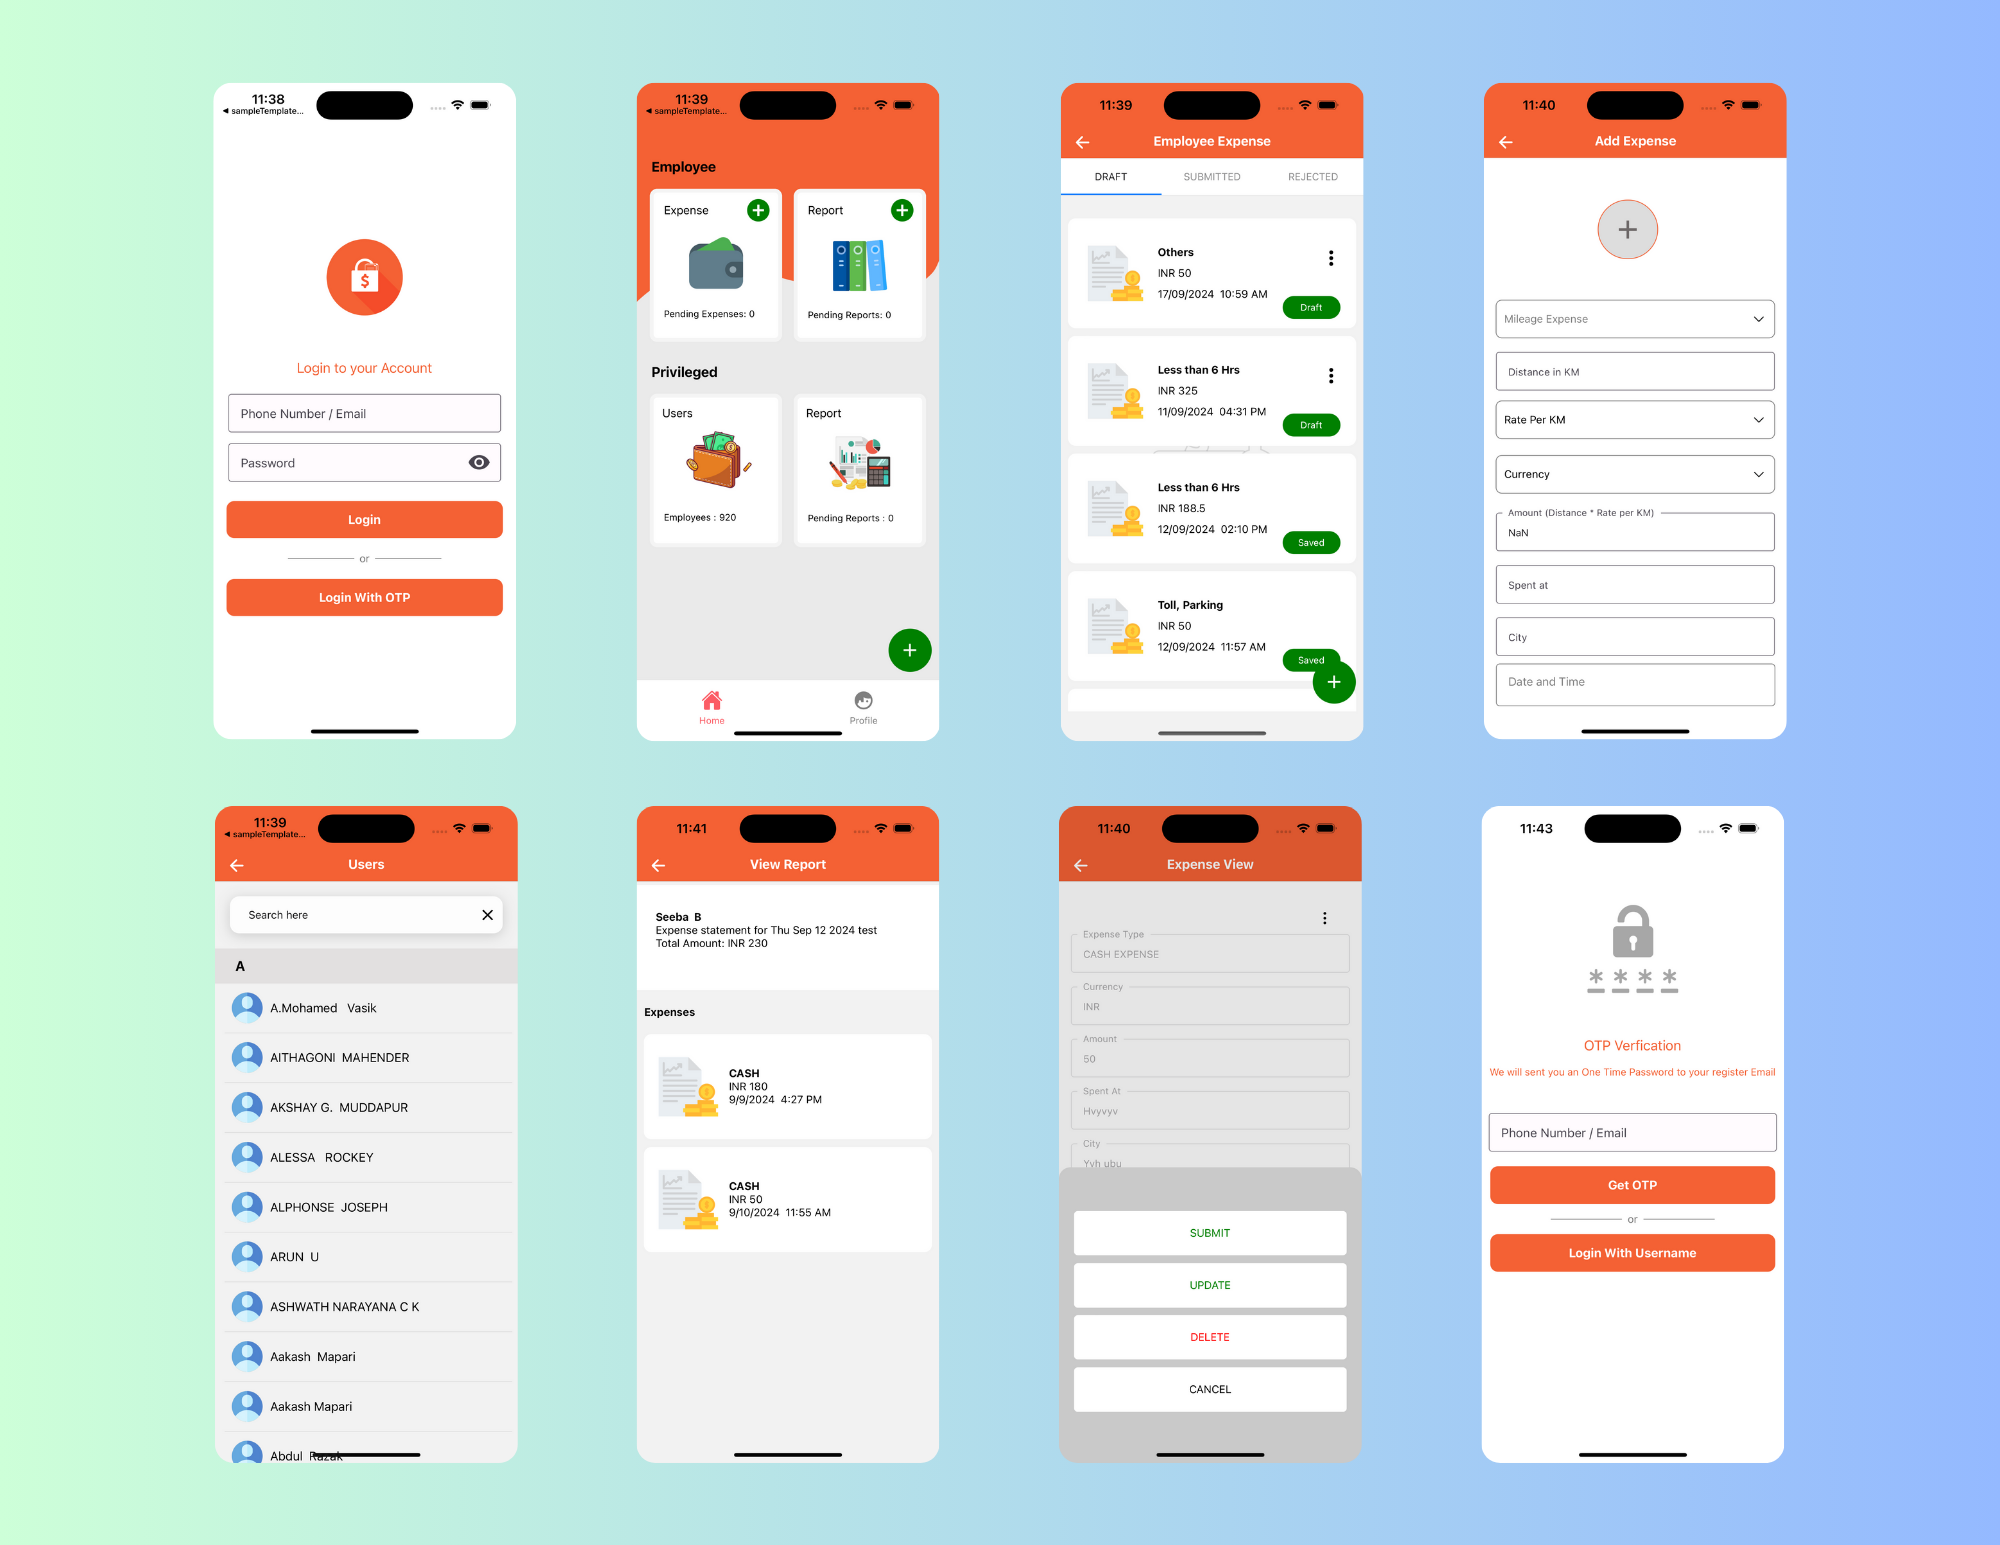 11:38
◄ sampleTemplate...
$
Login to your Account
Phone Number / Email
Password
Login
or
Login With OTP
11:39
◄ sampleTemplate...
Employee
Expense
Report
Pending Expenses: 0
Pending Reports: 0
Privileged
Users
Report
Employees : 920
Pending Reports : 0
Home
Profile
11:39
Employee Expense
DRAFT
SUBMITTED
REJECTED
Others
INR 50
17/09/2024 10:59 AM
Draft
Less than 6 Hrs
INR 325
11/09/2024 04:31 PM
Draft
Less than 6 Hrs
INR 188.5
12/09/2024 02:10 PM
Saved
Toll, Parking
INR 50
12/09/2024 11:57 AM
Saved
11:40
Add Expense
Mileage Expense
Distance in KM
Rate Per KM
Currency
Amount (Distance * Rate per KM)
NaN
Spent at
City
Date and Time
11:39
◄ sampleTemplate...
Users
Search here
A
A.Mohamed Vasik
AITHAGONI MAHENDER
AKSHAY G. MUDDAPUR
ALESSA ROCKEY
ALPHONSE JOSEPH
ARUN U
ASHWATH NARAYANA C K
Aakash Mapari
Aakash Mapari
Abdul Razak
11:41
View Report
Seeba B
Expense statement for Thu Sep 12 2024 test
Total Amount: INR 230
Expenses
CASH
INR 180
9/9/2024 4:27 PM
CASH
INR 50
9/10/2024 11:55 AM
11:40
Expense View
Expense Type
CASH EXPENSE
Currency
INR
Amount
50
Spent At
Hvyvyv
City
Yvh ubu
SUBMIT
UPDATE
DELETE
CANCEL
11:43
* * * *
OTP Verfication
We will sent you an One Time Password to your register Email
Phone Number / Email
Get OTP
or
Login With Username